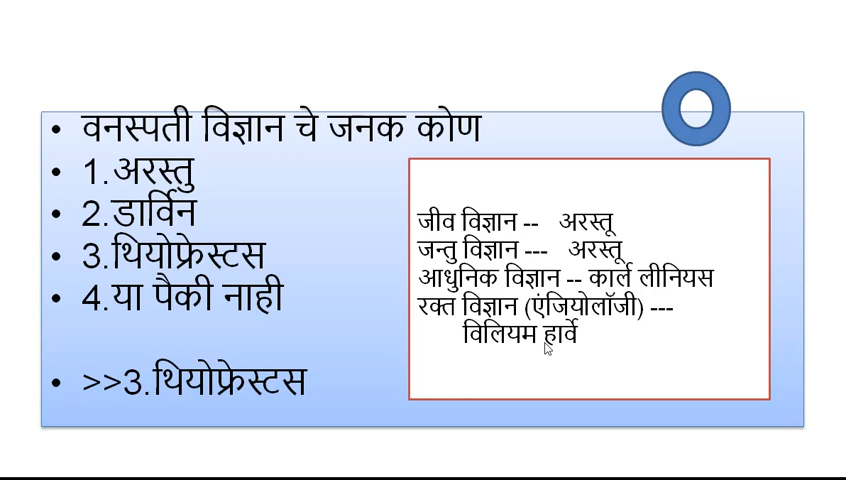 • वनस्पती विज्ञान चे जनक कोण
• 1.अरस्तु
• 2.डार्विन
• 3.थियोफ्रेस्टस
• 4.या पैकी नाही
• >>3.थियोफ्रेस्टस
जीव विज्ञान -- अरस्तू
जन्तु विज्ञान --- अरस्तू
आधुनिक विज्ञान -- कार्ल लीनियस
रक्त विज्ञान (एंजियोलॉजी) ---
विलियम हार्वे